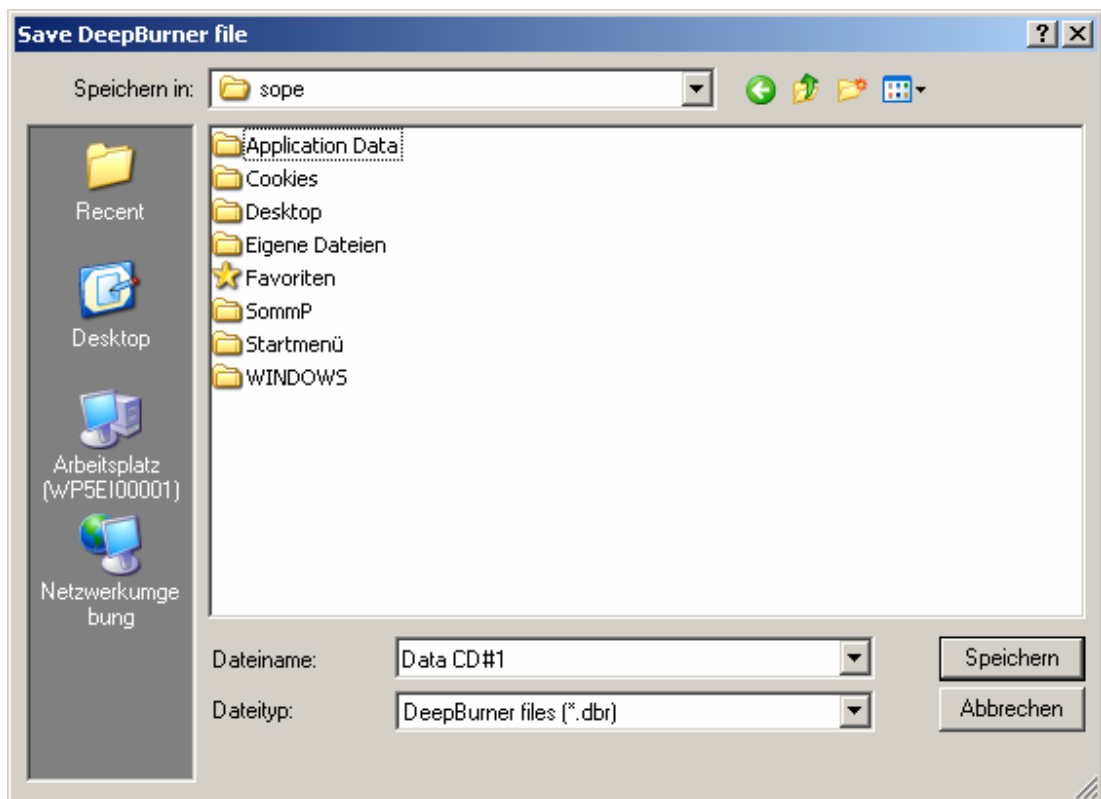 Save DeepBurner file
Speichern in:
sope
Recent
Desktop
Arbeitsplatz
(WP5EI00001)
Netzwerkumge
bung
Application Data
Cookies
Desktop
Eigene Dateien
Favoriten
SommP
Startmenü
WINDOWS
Dateiname:
Data CD#1
Speichern
Dateityp:
DeepBurner files (*.dbr)
Abbrechen